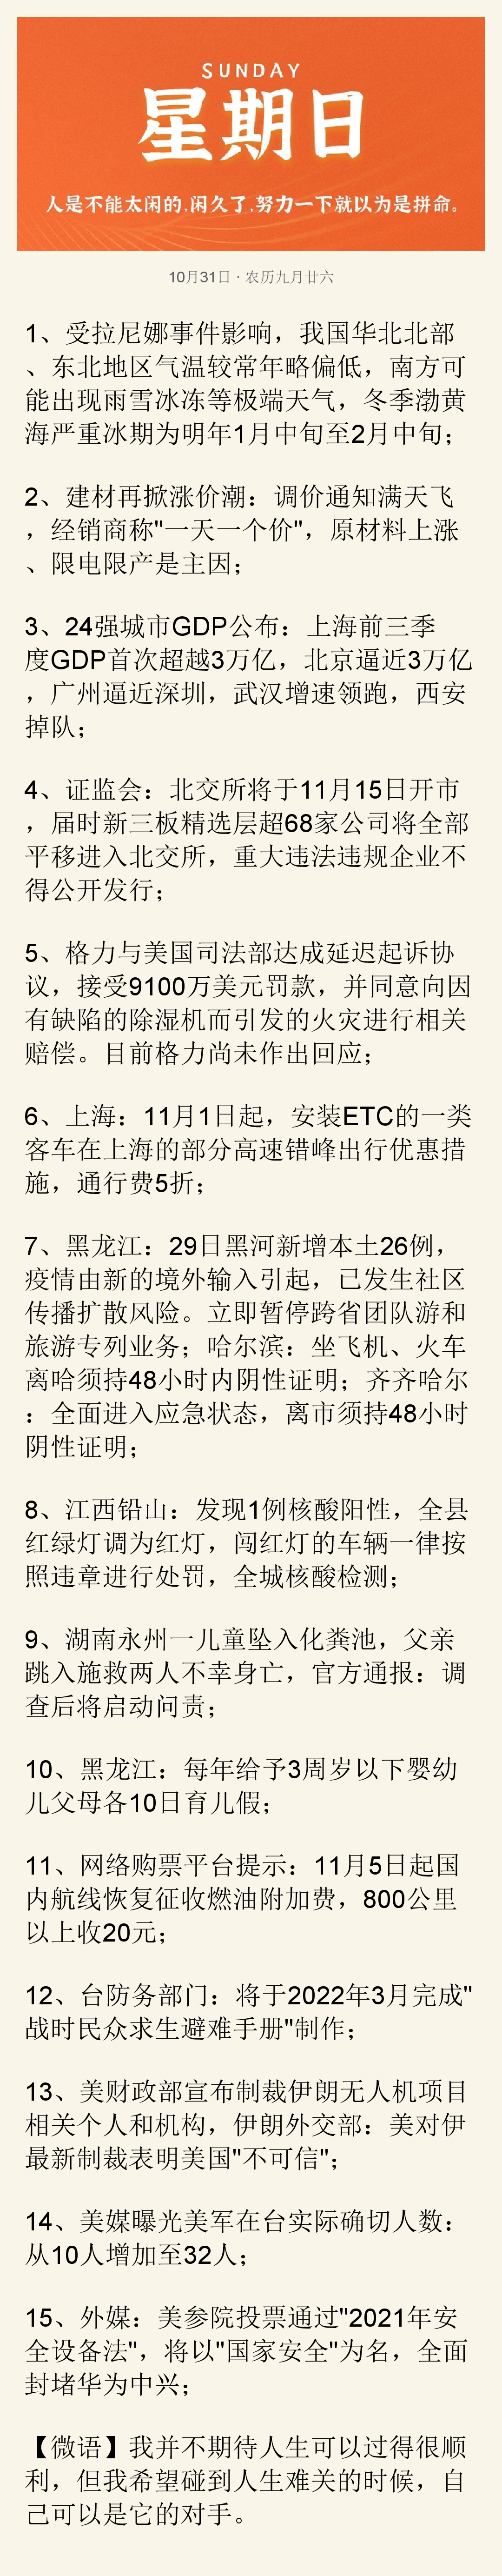 SUNDAY
星期日
人是不能太闲的,闲久了,努力一下就以为是拼命。
10月31日 · 农历九月廿六
1、受拉尼娜事件影响，我国华北北部
、东北地区气温较常年略偏低，南方可
能出现雨雪冰冻等极端天气，冬季渤黄
海严重冰期为明年1月中旬至2月中旬；
2、建材再掀涨价潮：调价通知满天飞
，经销商称"一天一个价"，原材料上涨
、限电限产是主因；
3、24强城市GDP公布：上海前三季
度GDP首次超越3万亿，北京逼近3万亿
，广州逼近深圳，武汉增速领跑，西安
掉队；
4、证监会：北交所将于11月15日开市
，届时新三板精选层超68家公司将全部
平移进入北交所，重大违法违规企业不
得公开发行；
5、格力与美国司法部达成延迟起诉协
议，接受9100万美元罚款，并同意向因
有缺陷的除湿机而引发的火灾进行相关
赔偿。目前格力尚未作出回应；
6、上海：11月1日起，安装ETC的一类
客车在上海的部分高速错峰出行优惠措
施，通行费5折；
7、黑龙江：29日黑河新增本土26例，
疫情由新的境外输入引起，已发生社区
传播扩散风险。立即暂停跨省团队游和
旅游专列业务；哈尔滨：坐飞机、火车
离哈须持48小时内阴性证明；齐齐哈尔
：全面进入应急状态，离市须持48小时
阴性证明；
8、江西铅山：发现1例核酸阳性，全县
红绿灯调为红灯，闯红灯的车辆一律按
照违章进行处罚，全城核酸检测；
9、湖南永州一儿童坠入化粪池，父亲
跳入施救两人不幸身亡，官方通报：调
查后将启动问责；
10、黑龙江：每年给予3周岁以下婴幼
儿父母各10日育儿假；
11、网络购票平台提示：11月5日起国
内航线恢复征收燃油附加费，800公里
以上收20元；
12、台防务部门：将于2022年3月完成"
战时民众求生避难手册"制作；
13、美财政部宣布制裁伊朗无人机项目
相关个人和机构，伊朗外交部：美对伊
最新制裁表明美国"不可信"；
14、美媒曝光美军在台实际确切人数：
从10人增加至32人；
15、外媒：美参院投票通过"2021年安
全设备法"，将以"国家安全"为名，全面
封堵华为中兴；
【微语】我并不期待人生可以过得很顺
利，但我希望碰到人生难关的时候，自
己可以是它的对手。